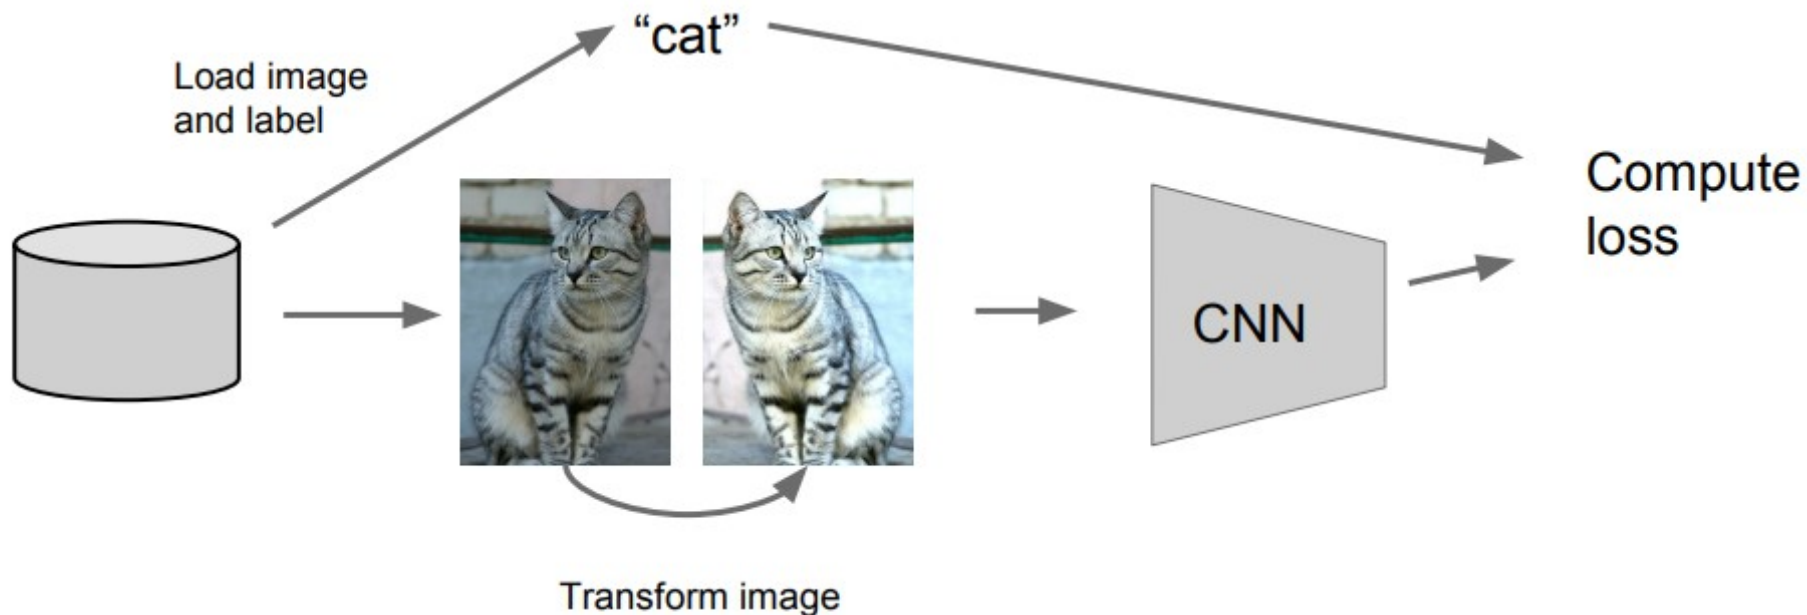 “cat”
Load image
and label
Compute
loss
CNN
Transform image